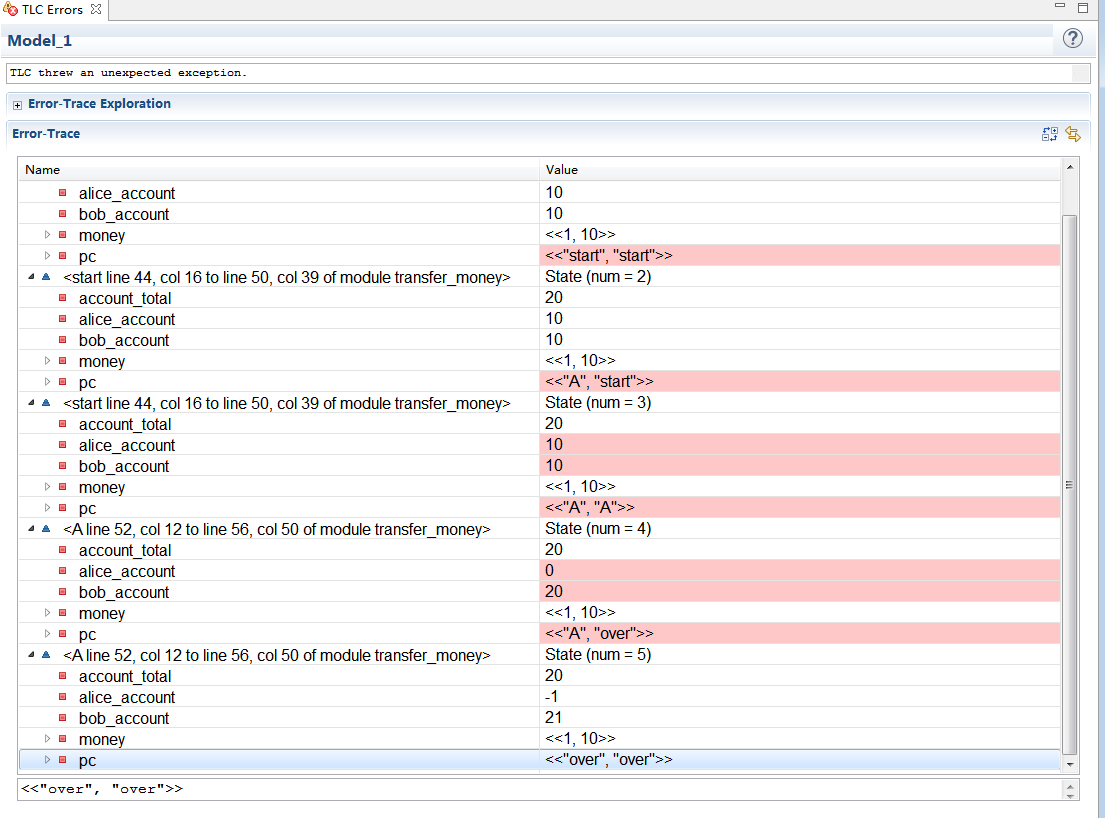 TLC Errors
Model_1
TLC threw an unexpected exception.
Error-Trace Exploration
Error-Trace
Name Value
alice_account 10
bob_account 10
money <<1, 10>>
pc <<"start", "start">>
<start line 44, col 16 to line 50, col 39 of module transfer_money> State (num = 2)
account_total 20
alice_account 10
bob_account 10
money <<1, 10>>
pc <<"A", "start">>
<start line 44, col 16 to line 50, col 39 of module transfer_money> State (num = 3)
account_total 20
alice_account 10
bob_account 10
money <<1, 10>>
pc <<"A", "A">>
<A line 52, col 12 to line 56, col 50 of module transfer_money> State (num = 4)
account_total 20
alice_account 0
bob_account 20
money <<1, 10>>
pc <<"A", "over">>
<A line 52, col 12 to line 56, col 50 of module transfer_money> State (num = 5)
account_total 20
alice_account -1
bob_account 21
money <<1, 10>>
pc <<"over", "over">>
<<"over", "over">>